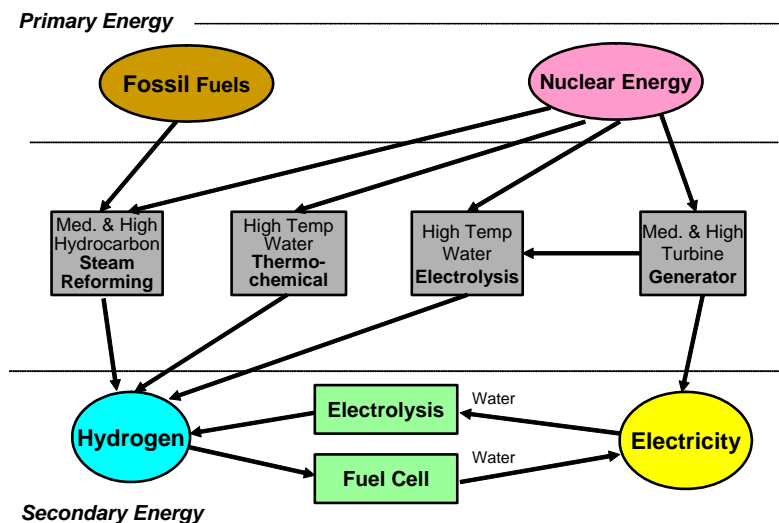 Primary Energy
Fossil Fuels
Nuclear Energy
Med. & High
Hydrocarbon
Steam
Reforming
High Temp
Water
Thermo-
chemical
High Temp
Water
Electrolysis
Med. & High
Turbine
Generator
Hydrogen
Electrolysis
Water
Fuel Cell
Water
Electricity
Secondary Energy